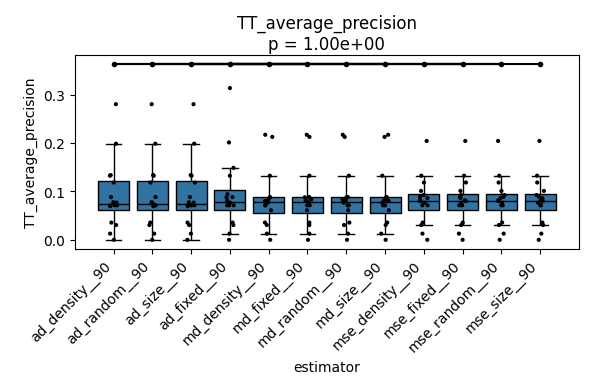 TT_average_precision
p = 1.00e+00
TT_average_precision
0.3
0.2
0.1
0.0
ad_density__90
ad_random__90
ad_size__90
ad_fixed__90
md_density__90
md_fixed__90
md_random__90
md_size__90
mse_density__90
mse_fixed__90
mse_random__90
mse_size__90
estimator